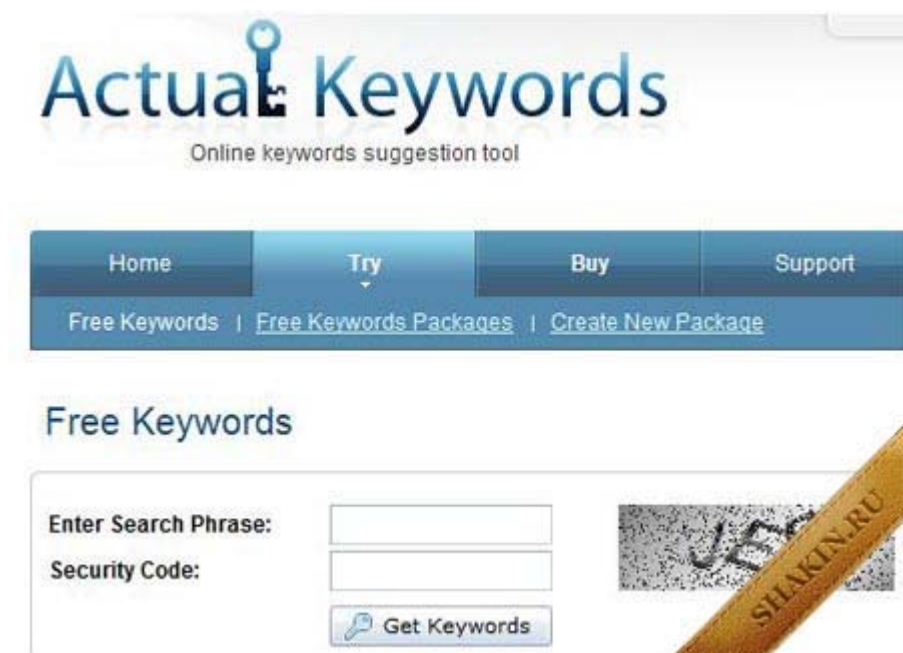 Actual Keywords
Online keywords suggestion tool
Home Try Buy Support
Free Keywords | Free Keywords Packages | Create New Package
Free Keywords
Enter Search Phrase:
Security Code:
Get Keywords
SHAKIN.RU